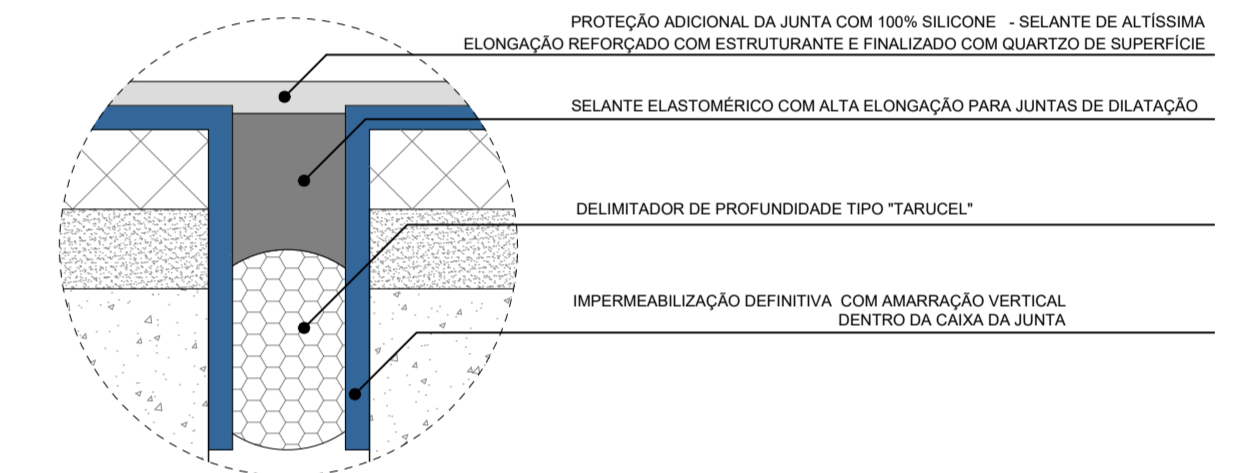 PROTEÇÃO ADICIONAL DA JUNTA COM 100% SILICONE - SELANTE DE ALTÍSSIMA
ELONGAÇÃO REFORÇADO COM ESTRUTURANTE E FINALIZADO COM QUARTZO DE SUPERFÍCIE
SELANTE ELASTOMÉRICO COM ALTA ELONGAÇÃO PARA JUNTAS DE DILATAÇÃO
DELIMITADOR DE PROFUNDIDADE TIPO "TARUCEL"
IMPERMEABILIZAÇÃO DEFINITIVA COM AMARRAÇÃO VERTICAL
DENTRO DA CAIXA DA JUNTA